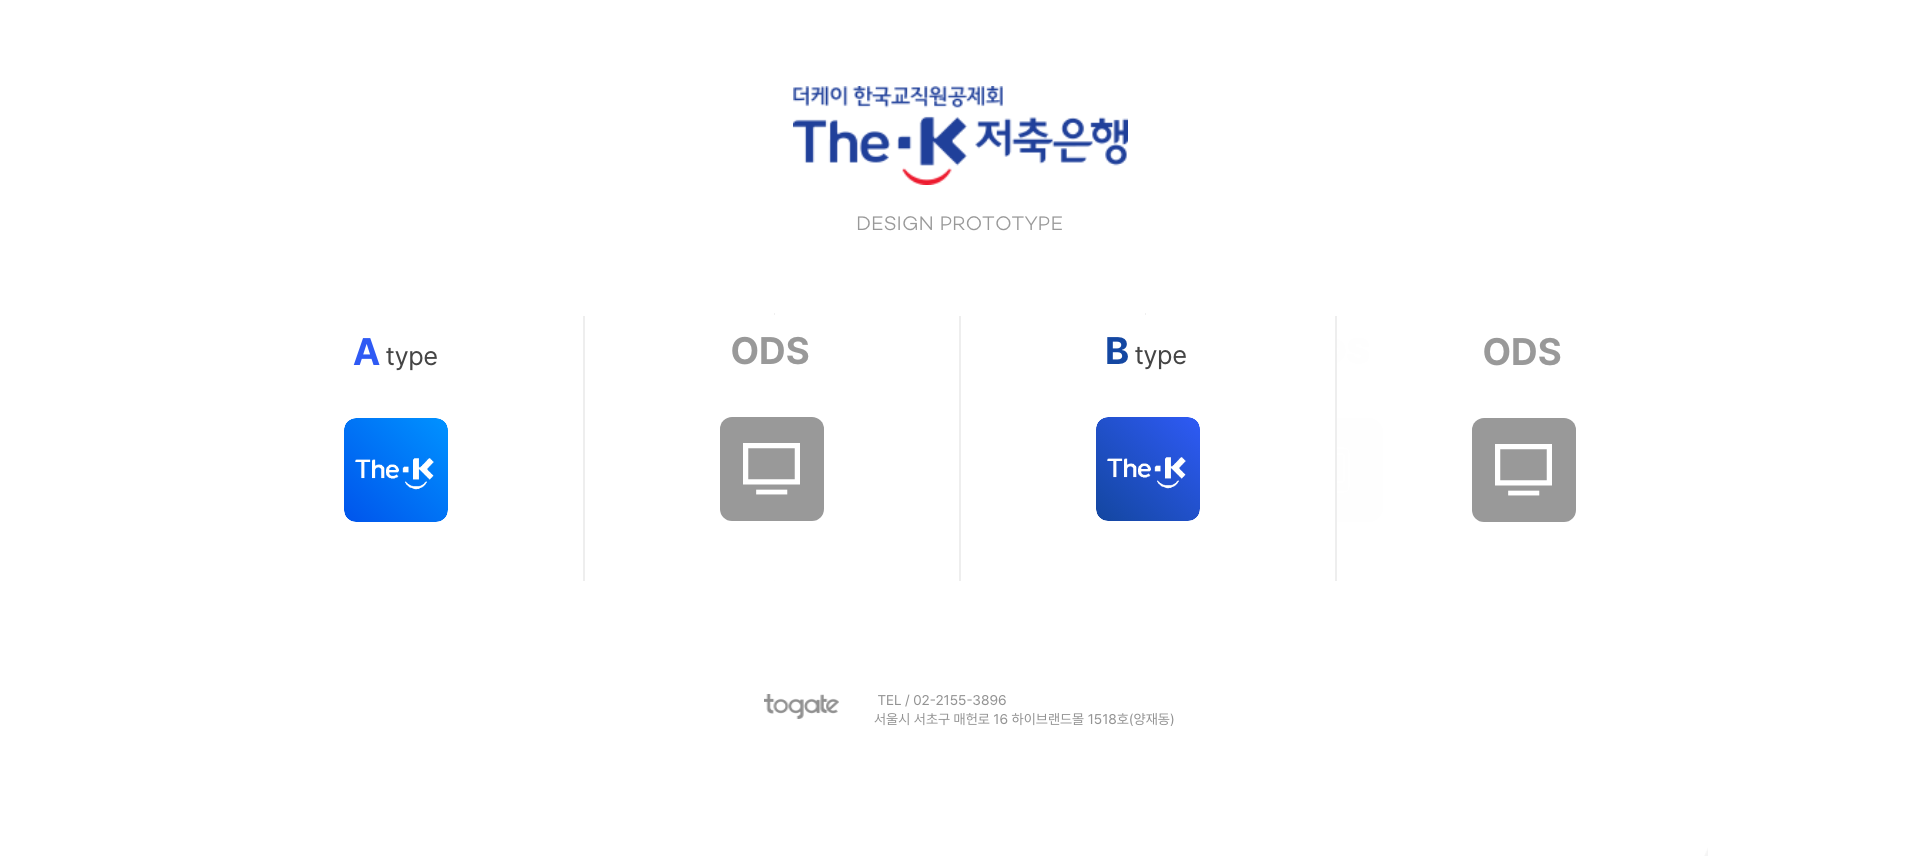 더케이 한국교직원공제회
The·K 저축은행
DESIGN PROTOTYPE
A type
ODS
B type
ODS
The·K
The·K
togate
TEL / 02-2155-3896
서울시 서초구 매헌로 16 하이브랜드몰 1518호(양재동)